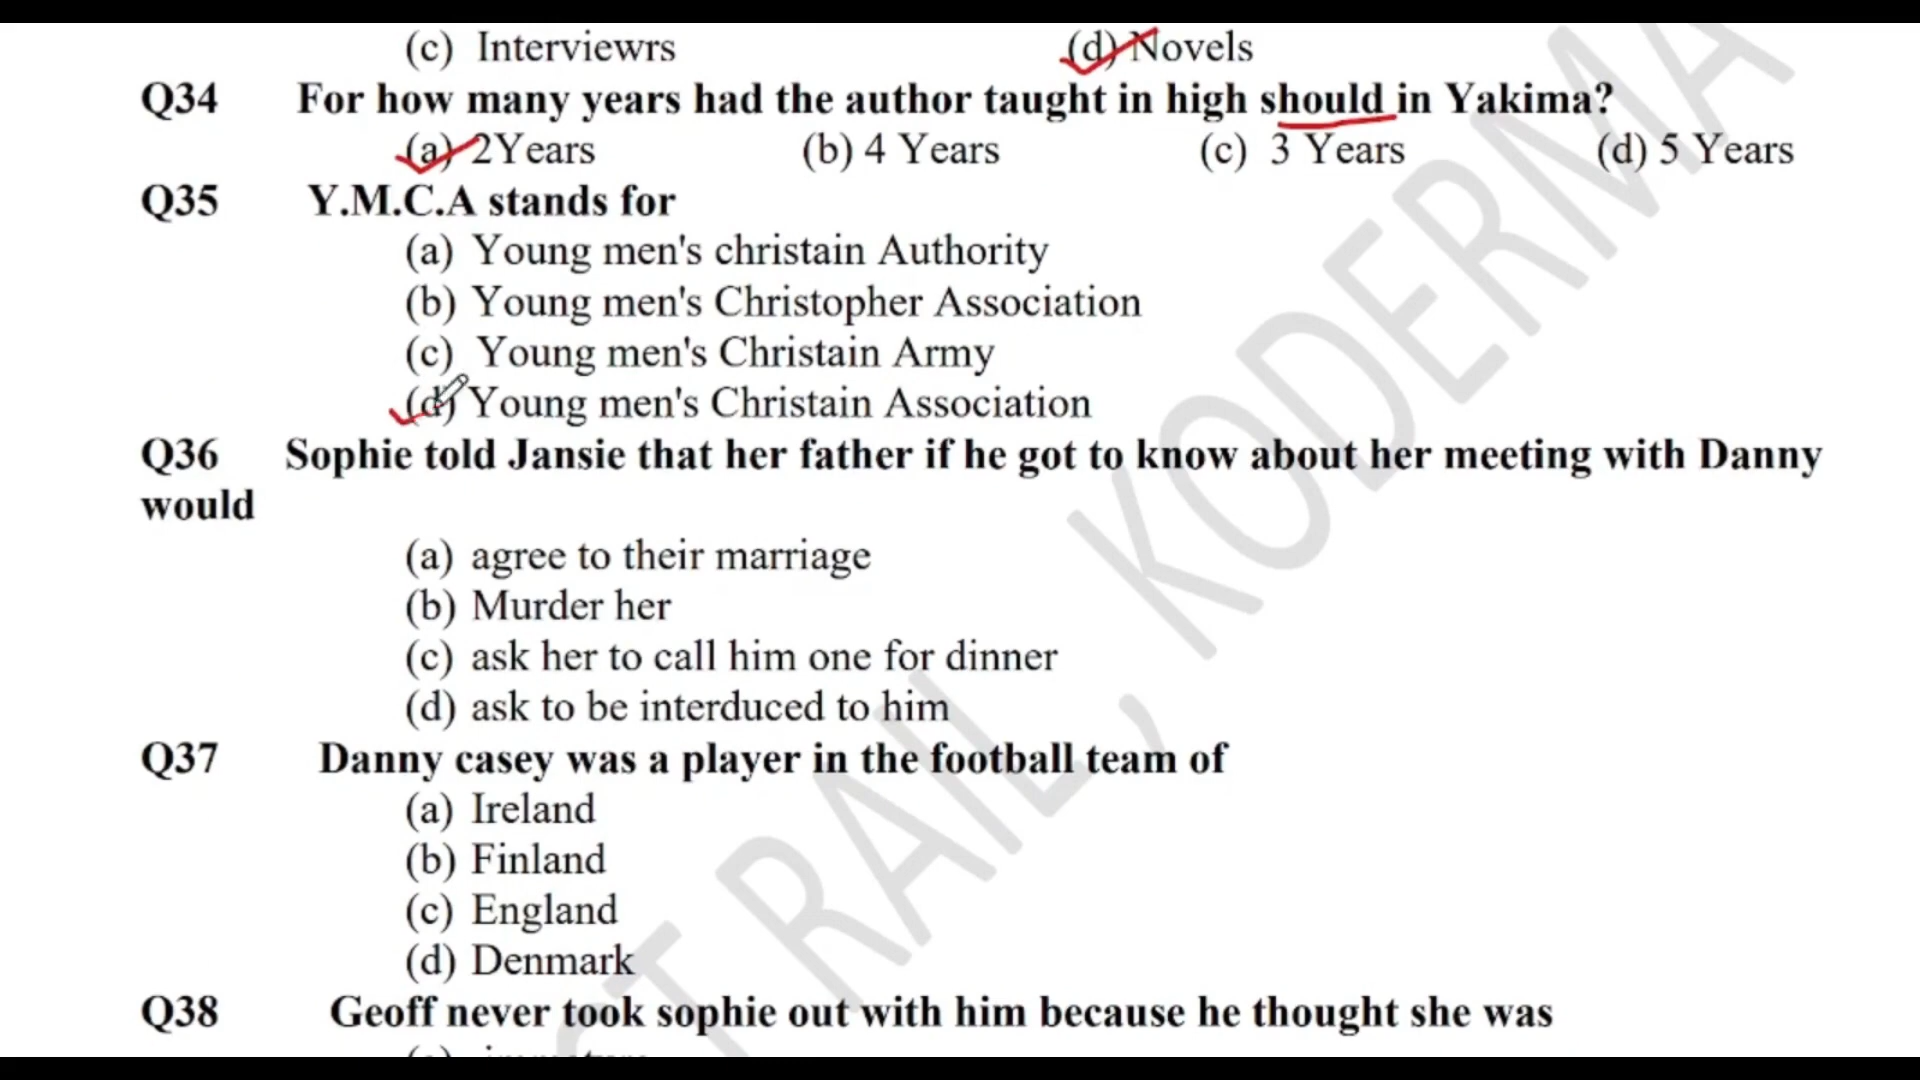 (c) Interviewrs (d) Novels
Q34 For how many years had the author taught in high should in Yakima?
(a) 2Years (b) 4 Years (c) 3 Years (d) 5 Years
Q35 Y.M.C.A stands for
(a) Young men's christain Authority
(b) Young men's Christopher Association
(c) Young men's Christain Army
(d) Young men's Christain Association
Q36 Sophie told Jansie that her father if he got to know about her meeting with Danny
would
(a) agree to their marriage
(b) Murder her
(c) ask her to call him one for dinner
(d) ask to be interduced to him
Q37 Danny casey was a player in the football team of
(a) Ireland
(b) Finland
(c) England
(d) Denmark
Q38 Geoff never took sophie out with him because he thought she was
RAIL, KODERMA